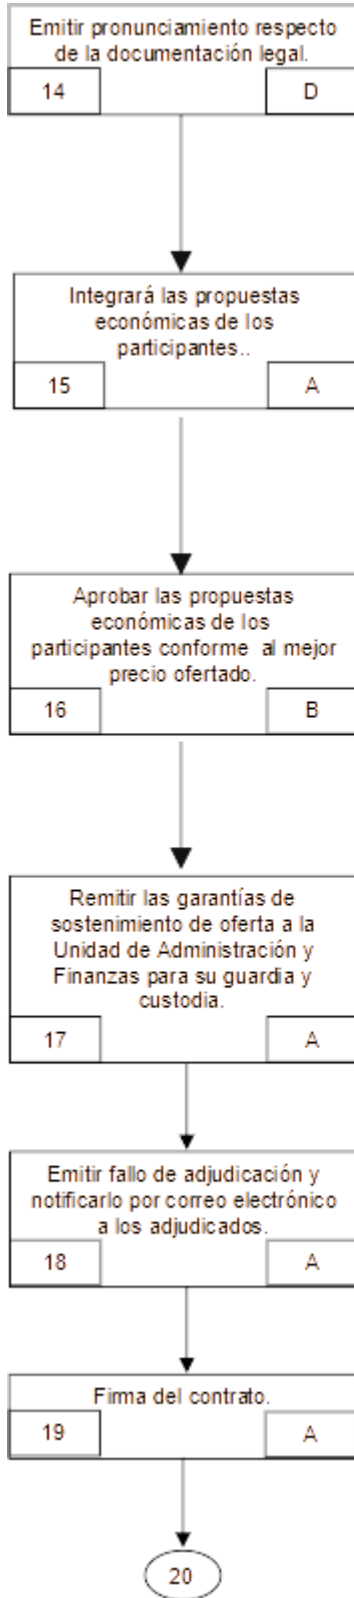 Emitir pronunciamiento respecto
de la documentación legal.
14 D
Integrará las propuestas
económicas de los
participantes..
15 A
Aprobar las propuestas
económicas de los
participantes conforme al mejor
precio ofertado.
16 B
Remitir las garantías de
sostenimiento de oferta a la
Unidad de Administración y
Finanzas para su guardia y
custodia.
17 A
Emitir fallo de adjudicación y
notificarlo por correo electrónico
a los adjudicados.
18 A
Firma del contrato.
19 A
20